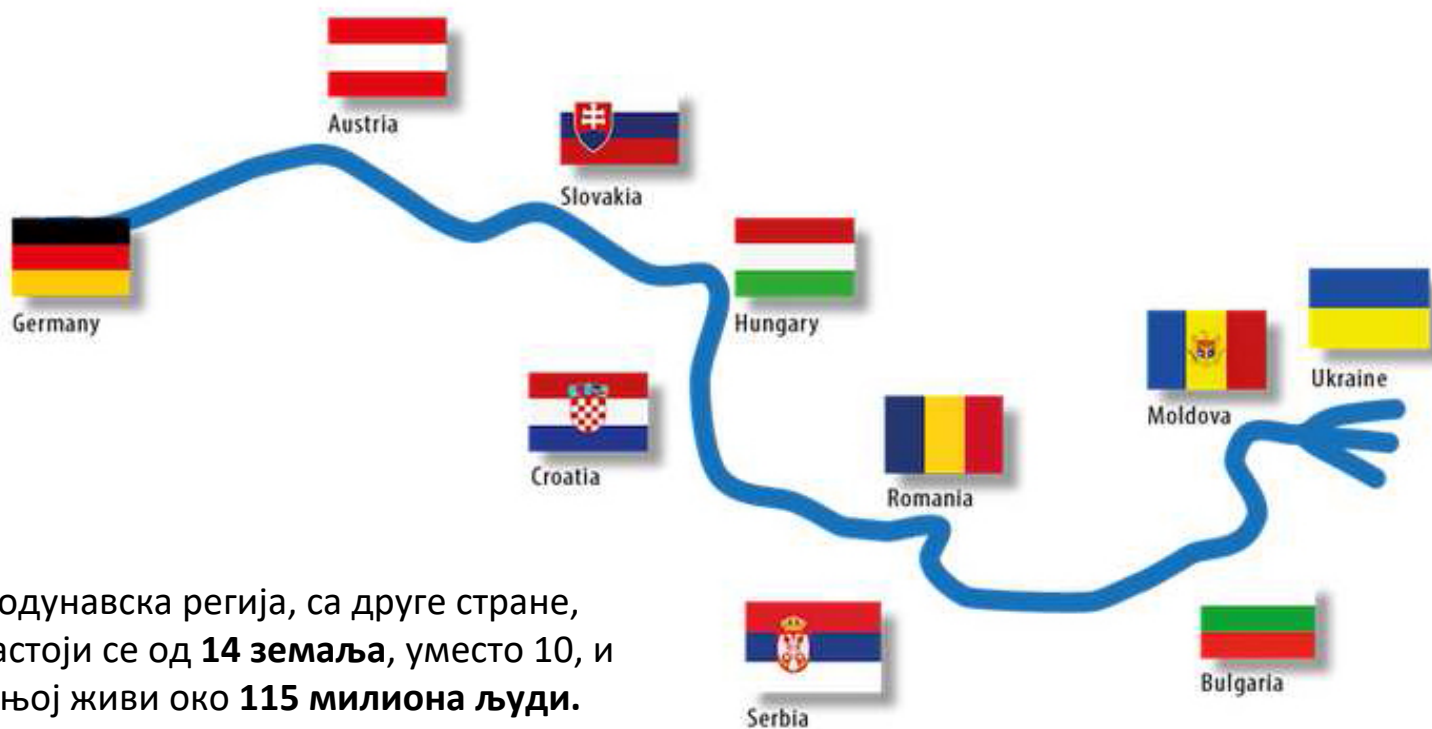 Austria
Slovakia
Germany
Hungary
Ukraine
Moldova
Croatia
Romania
одунавска регија, са друге стране,
астоји се од 14 земаља, уместо 10, и
њој живи око 115 милиона људи.
Bulgaria
Serbia